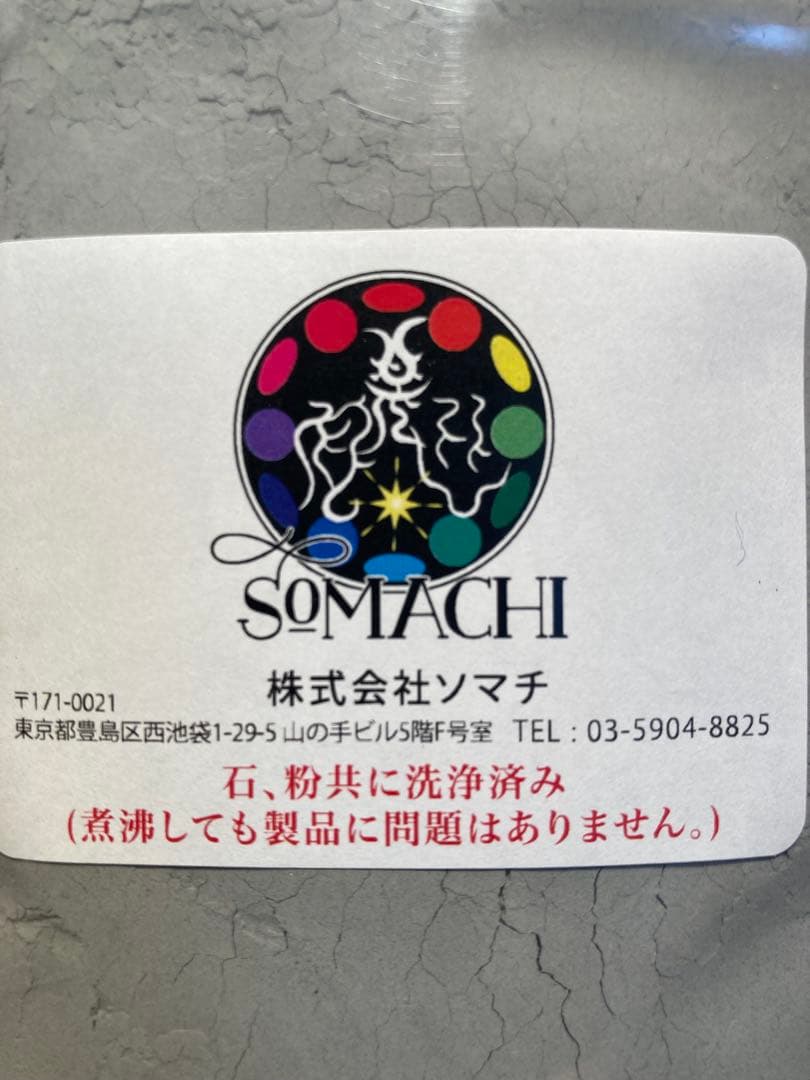 SOMACHI
株式会社ソマチ
〒171-0021
東京都豊島区西池袋1-29-5 山の手ビル5階F号室 TEL：03-5904-8825
石、粉共に洗浄済み
(煮沸しても製品に問題はありません。)